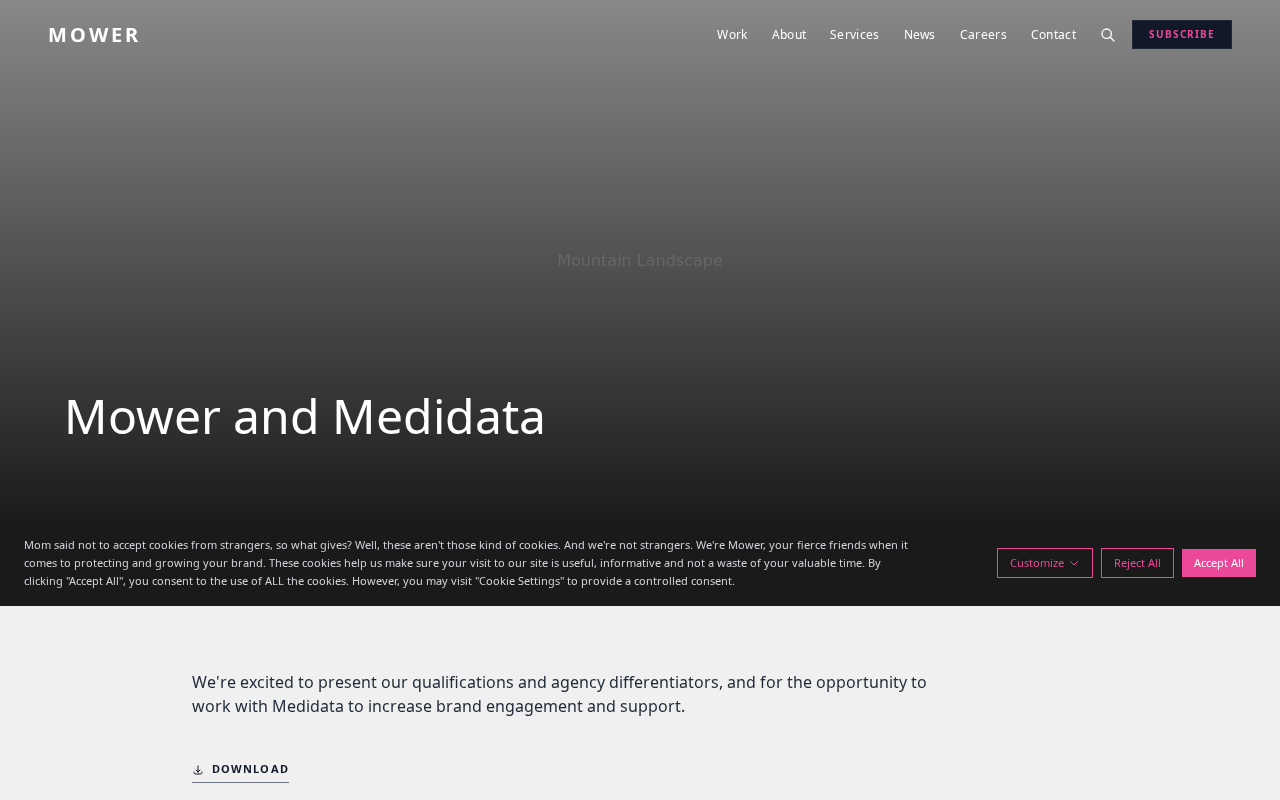 MOWER
Work About Services News Careers Contact SUBSCRIBE
Mountain Landscape
Mower and Medidata
Mom said not to accept cookies from strangers, so what gives? Well, these aren't those kind of cookies. And we're not strangers. We're Mower, your fierce friends when it
comes to protecting and growing your brand. These cookies help us make sure your visit to our site is useful, informative and not a waste of your valuable time. By
clicking "Accept All", you consent to the use of ALL the cookies. However, you may visit "Cookie Settings" to provide a controlled consent.
Customize Reject All Accept All
We're excited to present our qualifications and agency differentiators, and for the opportunity to
work with Medidata to increase brand engagement and support.
DOWNLOAD